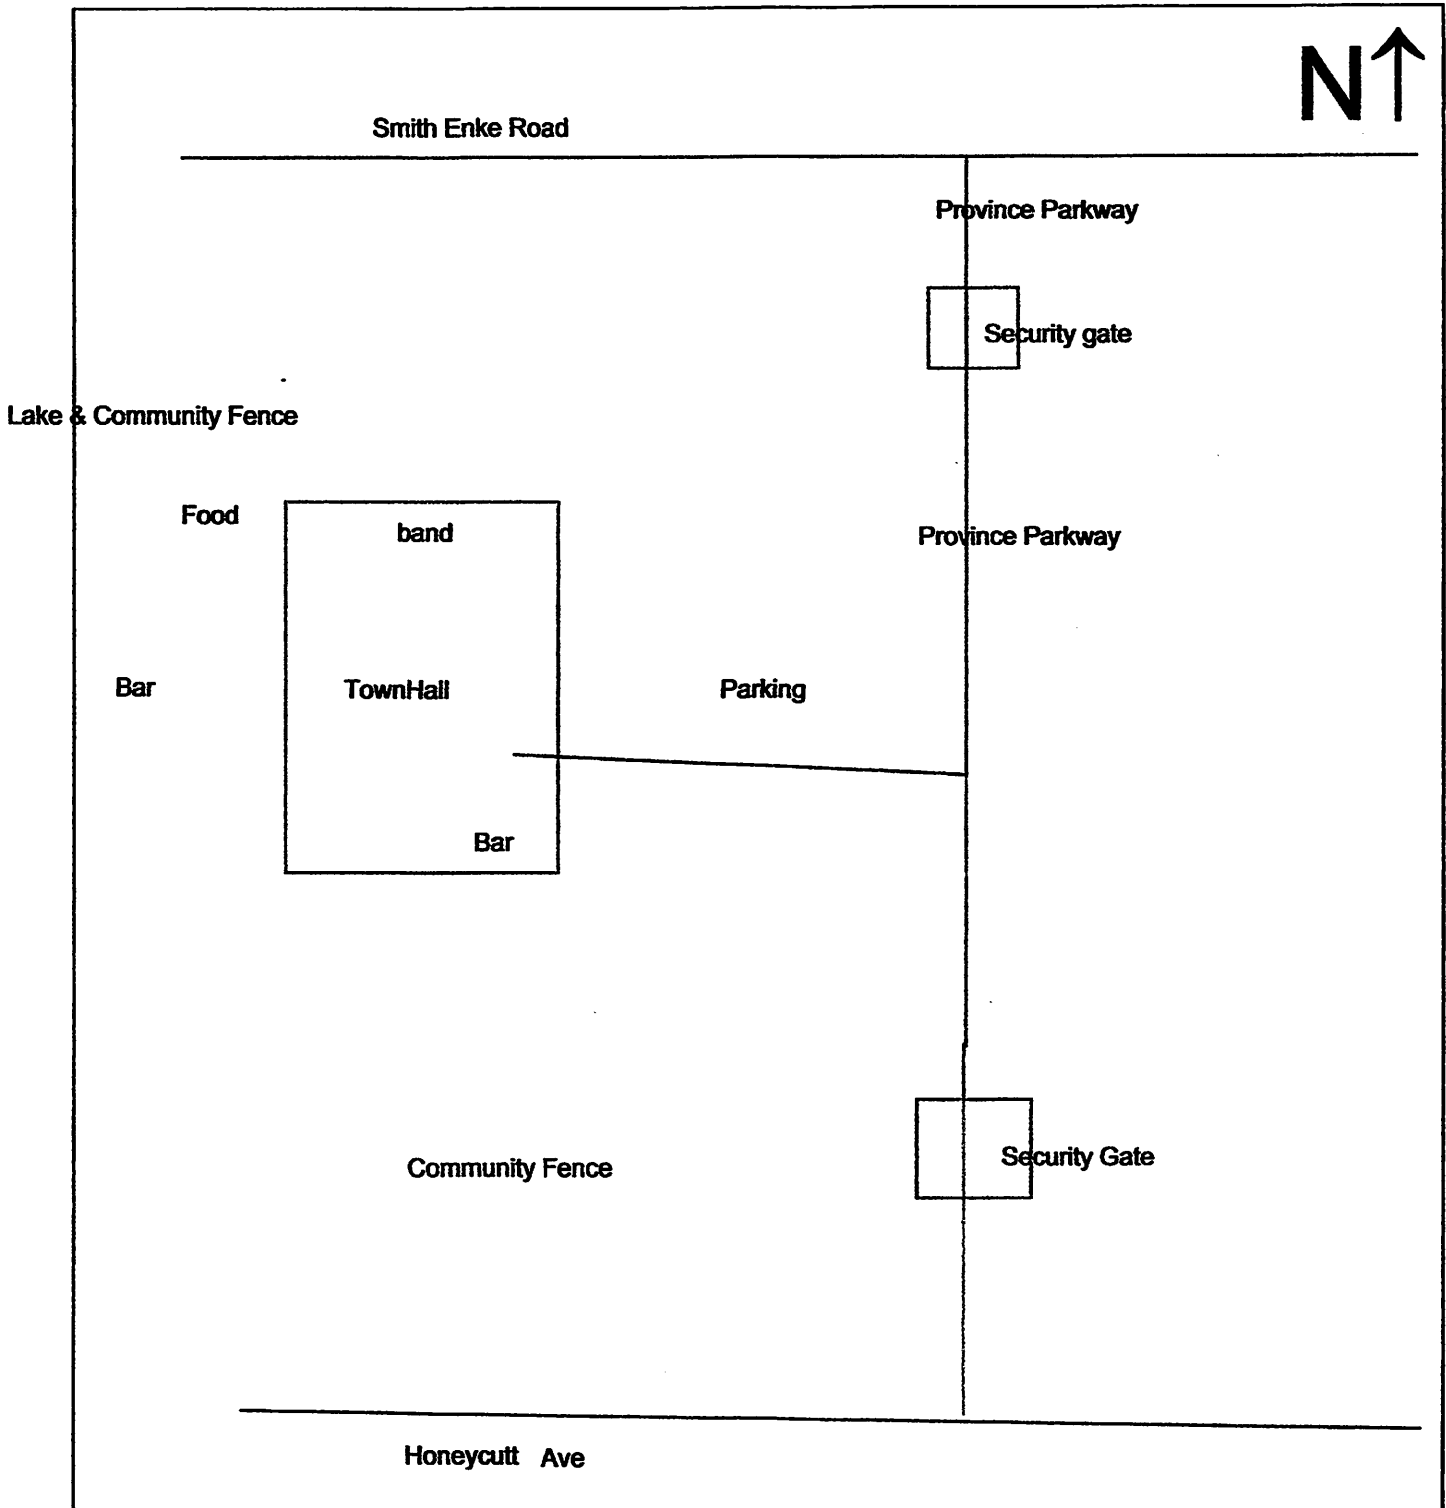 N
Smith Enke Road
Province Parkway
Security gate
Lake & Community Fence
Food
band
Province Parkway
Bar
TownHall
Parking
Bar
Community Fence
Security Gate
Honeycutt Ave